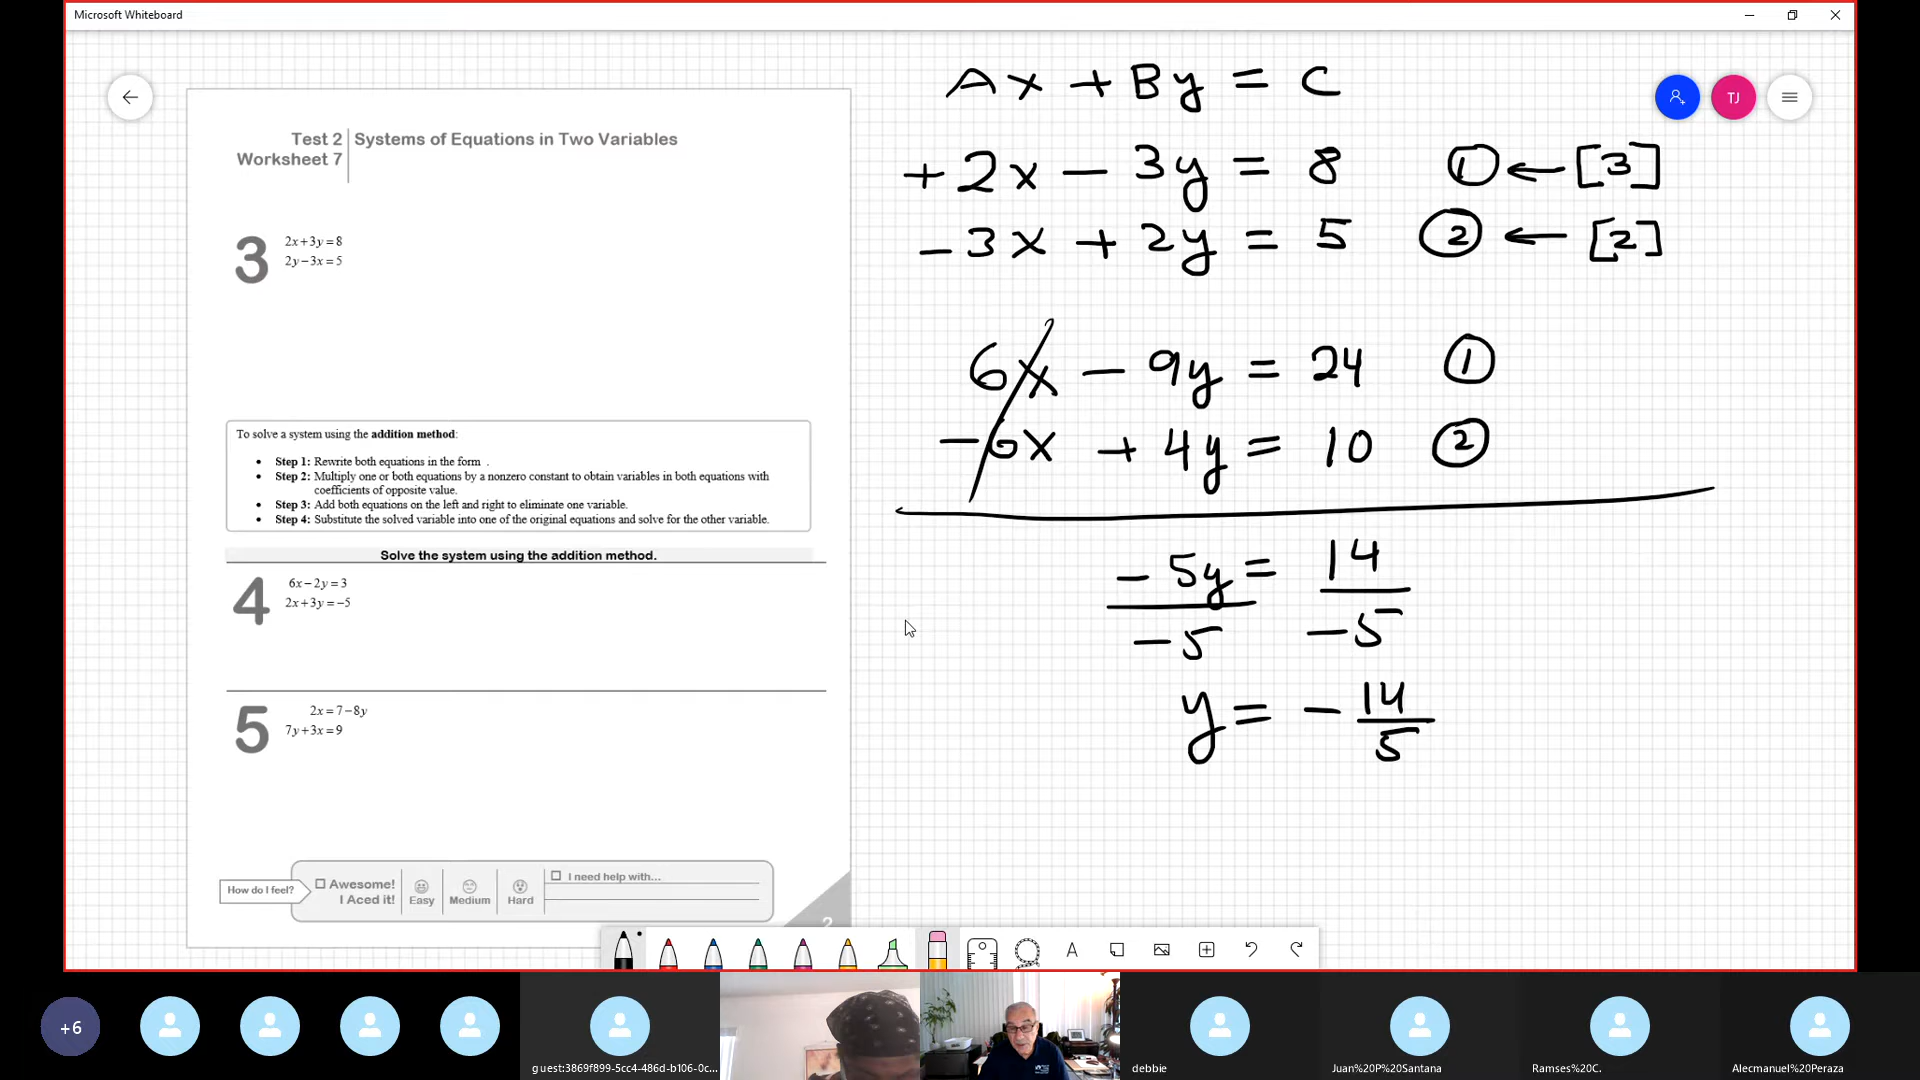 Microsoft Whiteboard
Test 2 Systems of Equations in Two Variables
Worksheet 7
3
2x+3y=8
2y−3x=5
To solve a system using the addition method:
• Step 1: Rewrite both equations in the form .
• Step 2: Multiply one or both equations by a nonzero constant to obtain variables in both equations with
coefficients of opposite value.
• Step 3: Add both equations on the left and right to eliminate one variable.
• Step 4: Substitute the solved variable into one of the original equations and solve for the other variable.
Solve the system using the addition method.
4
6x−2y=3
2x+3y=−5
5
2x=7−8y
7y+3x=9
How do I feel?
Awesome!
I Aced it!
Easy
Medium
Hard
I need help with...
2
Ax + By = C
+2x − 3y = 8 ① ← [3]
−3x + 2y = 5 ② ← [2]
6x − 9y = 24 ①
−6x + 4y = 10 ②
−5y = 14
−5 −5
y = − 14
5
TJ
A
+6
guest:3869f899-5cc4-486d-b106-0c...
debbie
Juan%20P%20Santana
Ramses%20C.
Alecmanuel%20Peraza